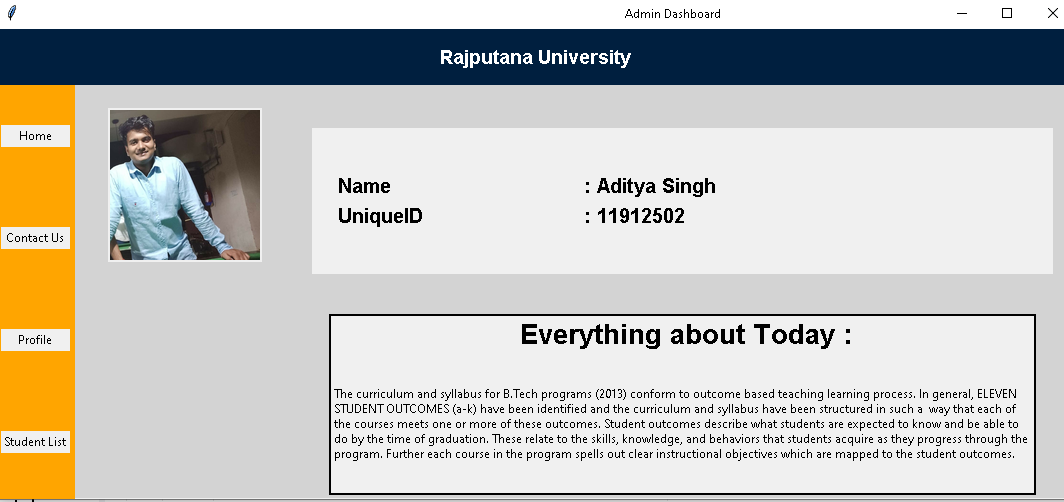 Admin Dashboard
Rajputana University
Home
Contact Us
Profile
Student List
Name : Aditya Singh
UniqueID : 11912502
Everything about Today :
The curriculum and syllabus for B.Tech programs (2013) conform to outcome based teaching learning process. In general, ELEVEN
STUDENT OUTCOMES (a-k) have been identified and the curriculum and syllabus have been structured in such a  way that each of
the courses meets one or more of these outcomes. Student outcomes describe what students are expected to know and be able to
do by the time of graduation. These relate to the skills, knowledge, and behaviors that students acquire as they progress through the
program. Further each course in the program spells out clear instructional objectives which are mapped to the student outcomes.